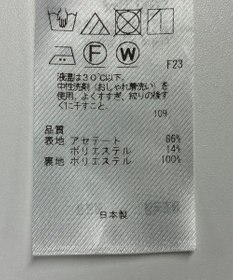 F W
F23
液温は30℃以下、
中性洗剤(おしゃれ着洗い)を
使用。よくすすぎ、絞りの後す
ぐに干すこと。
109
品質
表地 アセテート 86%
ポリエステル 14%
裏地 ポリエステル 100%
日本製